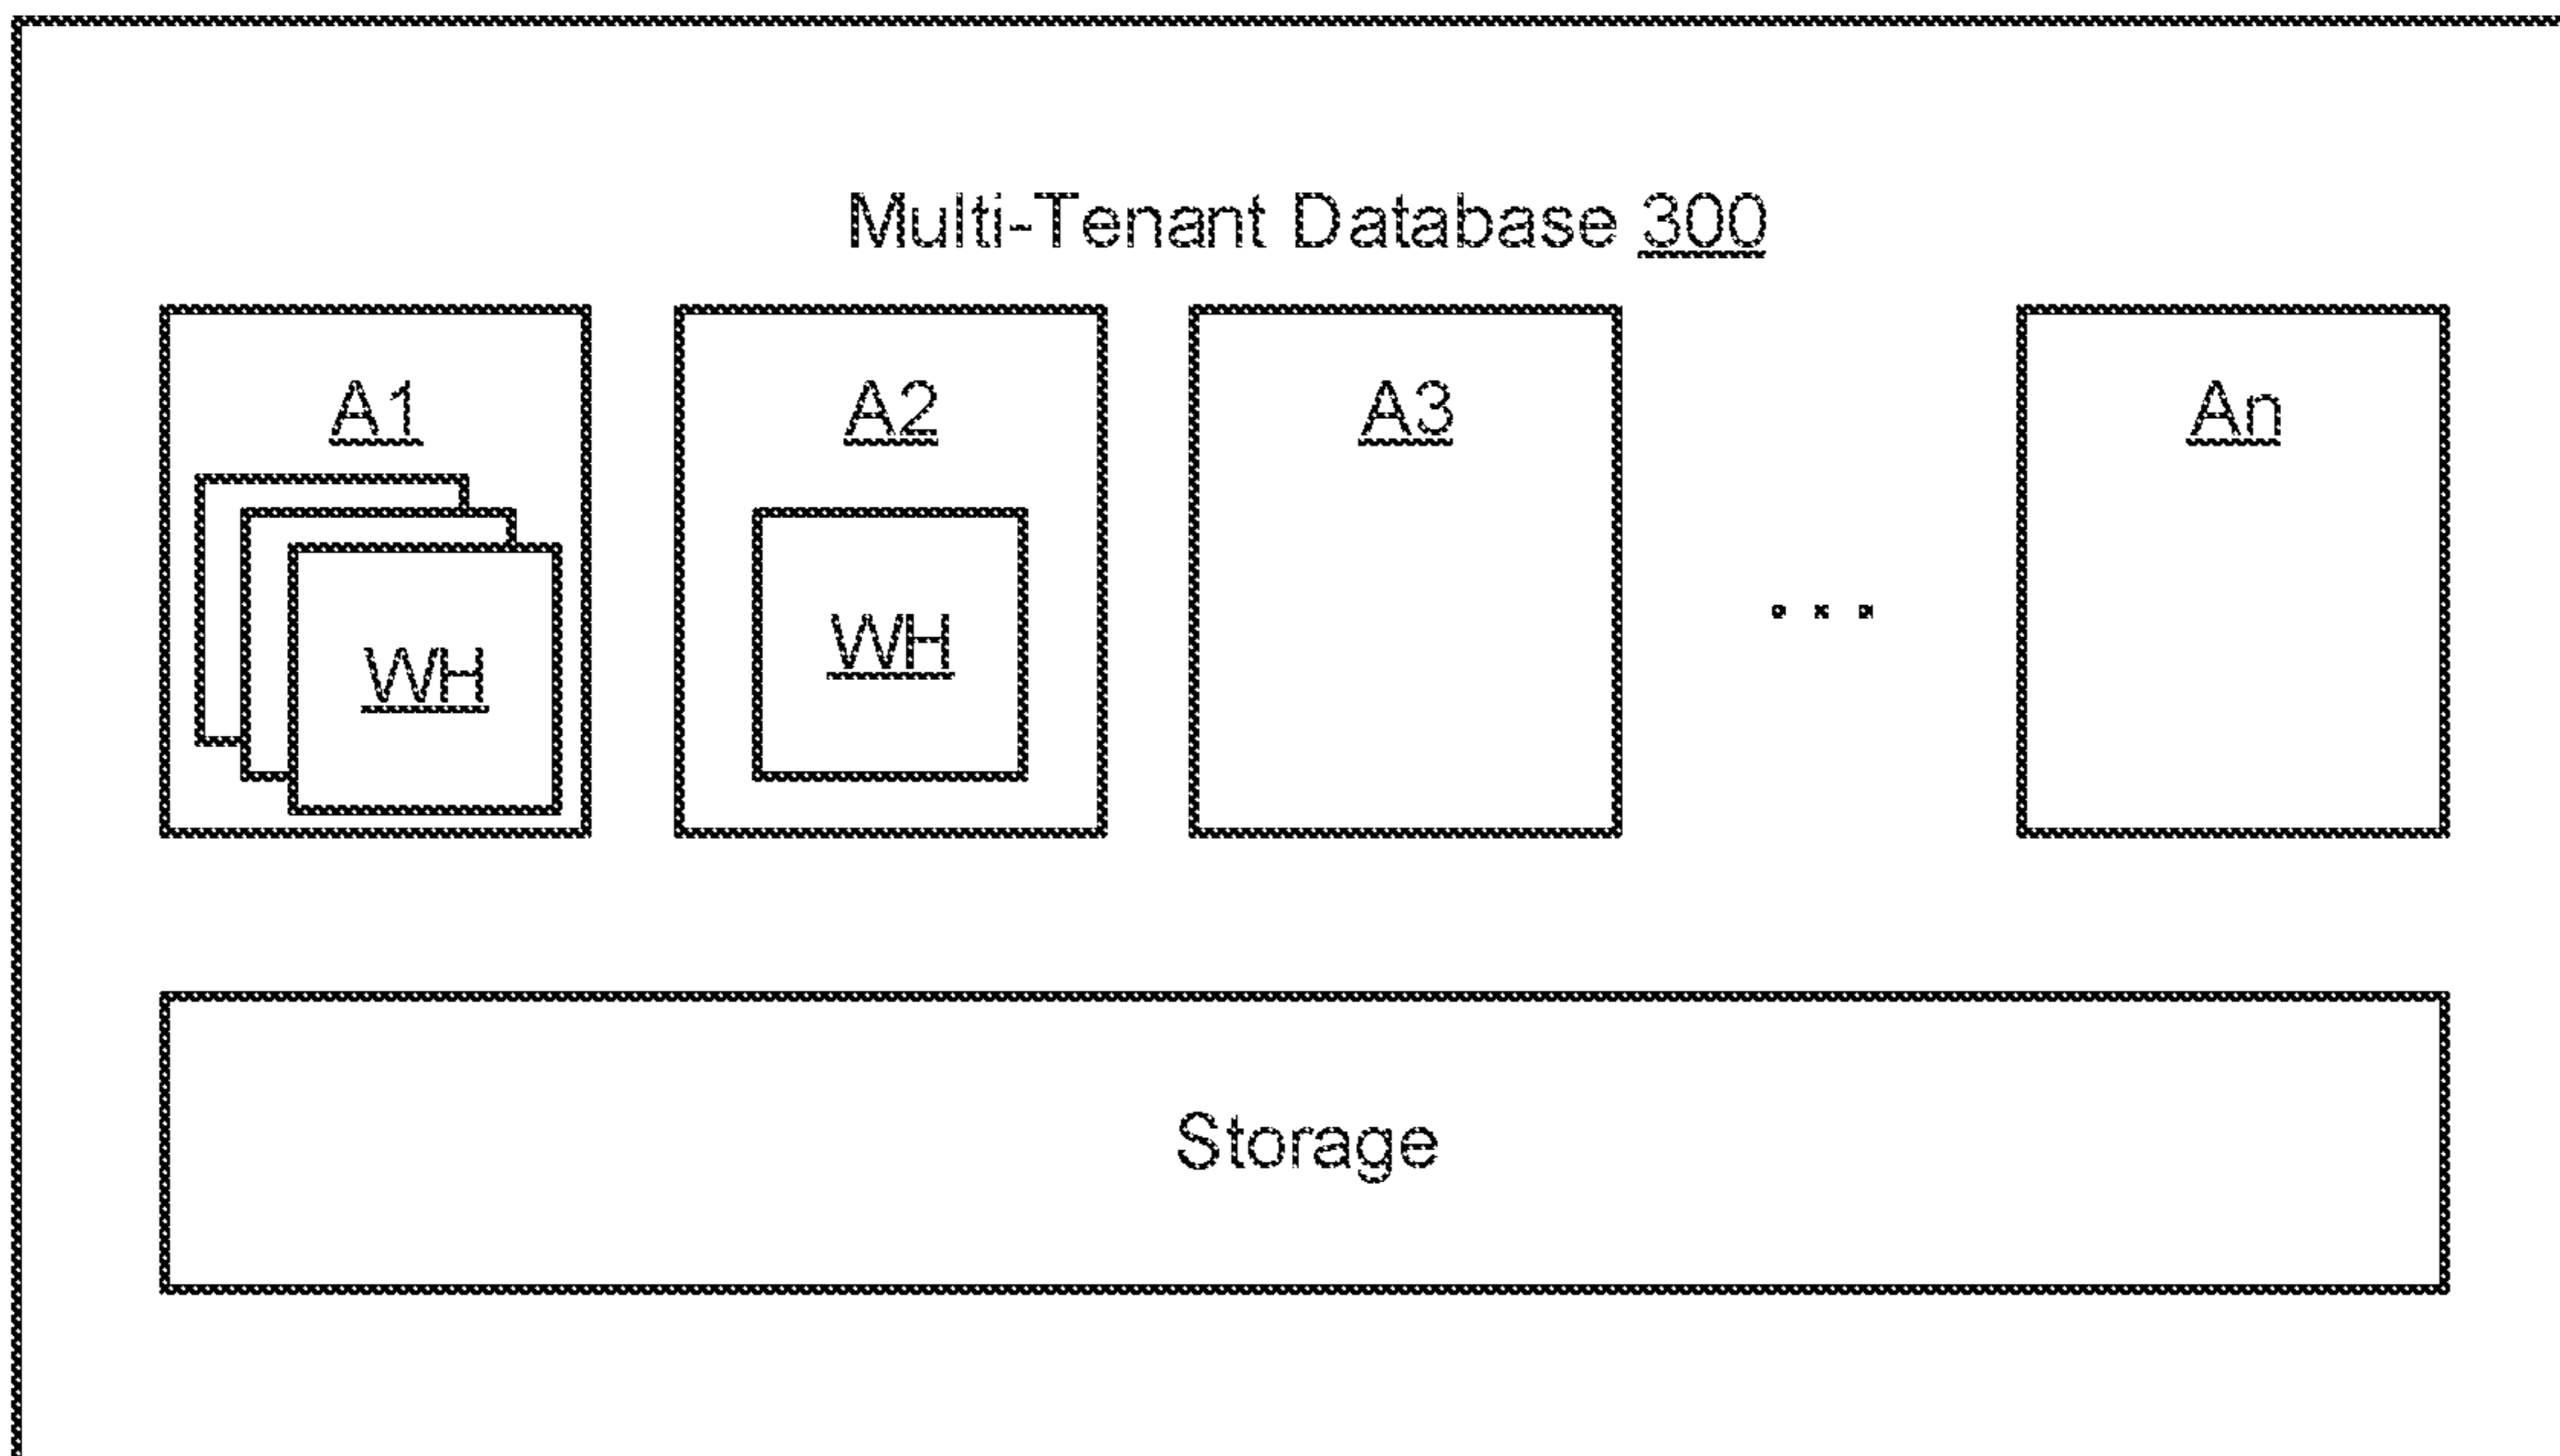 Multi-Tenant Database 300
A1 A2 A3 An
WH WH
...
Storage